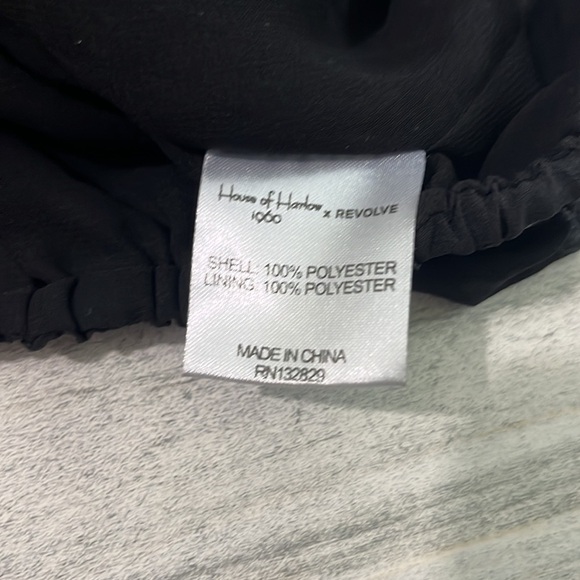 House of Harlow x REVOLVE
1960
SHELL: 100% POLYESTER
LINING: 100% POLYESTER
MADE IN CHINA
RN132829